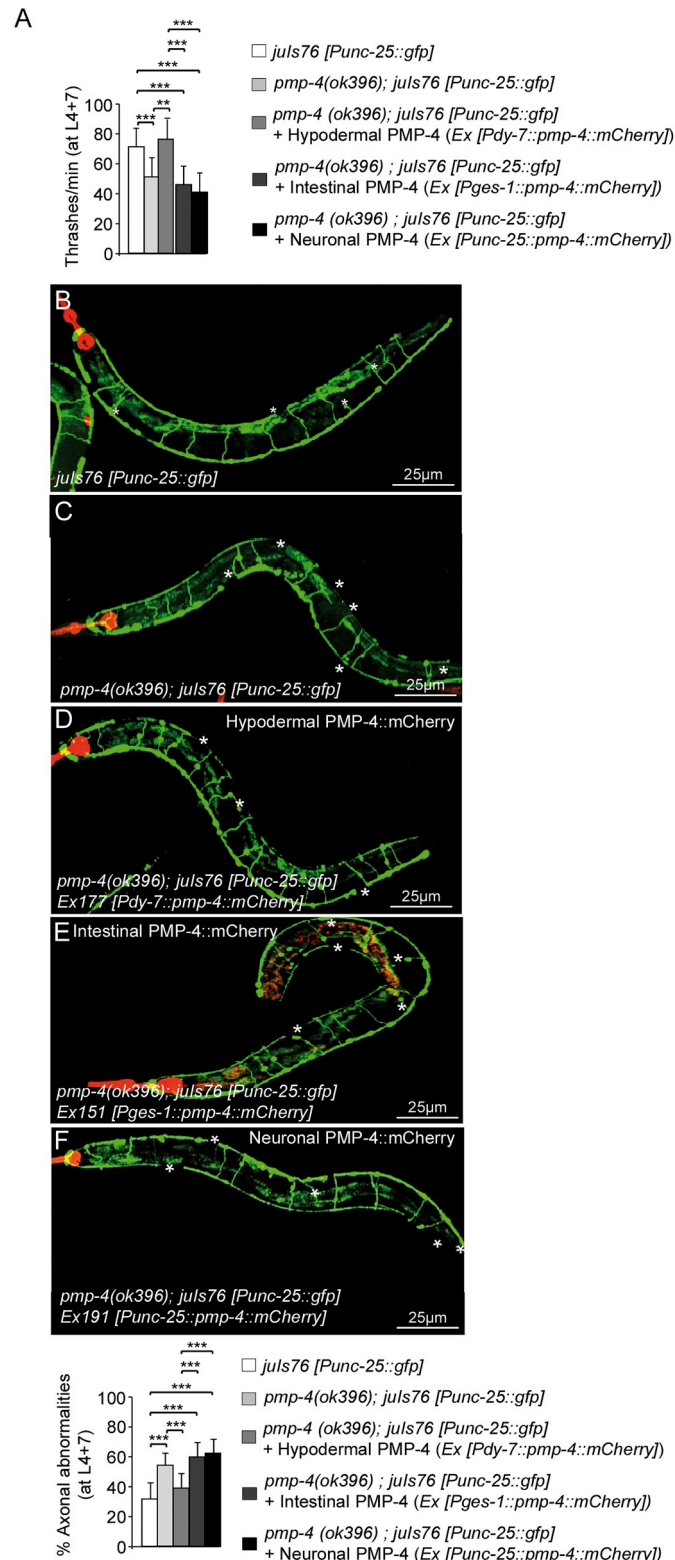 A
***
***
***
***
*** **
Thrashes/min (at L4+7)
100
80
60
40
20
0
juIs76 [Punc-25::gfp]
pmp-4(ok396); juIs76 [Punc-25::gfp]
pmp-4 (ok396); juIs76 [Punc-25::gfp]
+ Hypodermal PMP-4 (Ex [Pdy-7::pmp-4::mCherry])
pmp-4(ok396) ; juIs76 [Punc-25::gfp]
+ Intestinal PMP-4 (Ex [Pges-1::pmp-4::mCherry])
pmp-4 (ok396) ; juIs76 [Punc-25::gfp]
+ Neuronal PMP-4 (Ex [Punc-25::pmp-4::mCherry])
B
* * * *
juIs76 [Punc-25::gfp]
25µm
C
* * * * * *
pmp-4(ok396); juIs76 [Punc-25::gfp]
25µm
D
Hypodermal PMP-4::mCherry
* * *
pmp-4(ok396); juIs76 [Punc-25::gfp]
Ex177 [Pdy-7::pmp-4::mCherry]
25µm
E Intestinal PMP-4::mCherry
* * * * *
pmp-4(ok396); juIs76 [Punc-25::gfp]
Ex151 [Pges-1::pmp-4::mCherry]
25µm
F
Neuronal PMP-4::mCherry
* * * * *
pmp-4(ok396); juIs76 [Punc-25::gfp]
Ex191 [Punc-25::pmp-4::mCherry]
25µm
***
***
***
***
*** ***
% Axonal abnormalities
(at L4+7)
100
80
60
40
20
0
juIs76 [Punc-25::gfp]
pmp-4(ok396); juIs76 [Punc-25::gfp]
pmp-4 (ok396); juIs76 [Punc-25::gfp]
+ Hypodermal PMP-4 (Ex [Pdy-7::pmp-4::mCherry])
pmp-4(ok396) ; juIs76 [Punc-25::gfp]
+ Intestinal PMP-4 (Ex [Pges-1::pmp-4::mCherry])
pmp-4 (ok396) ; juIs76 [Punc-25::gfp]
+ Neuronal PMP-4 (Ex [Punc-25::pmp-4::mCherry])